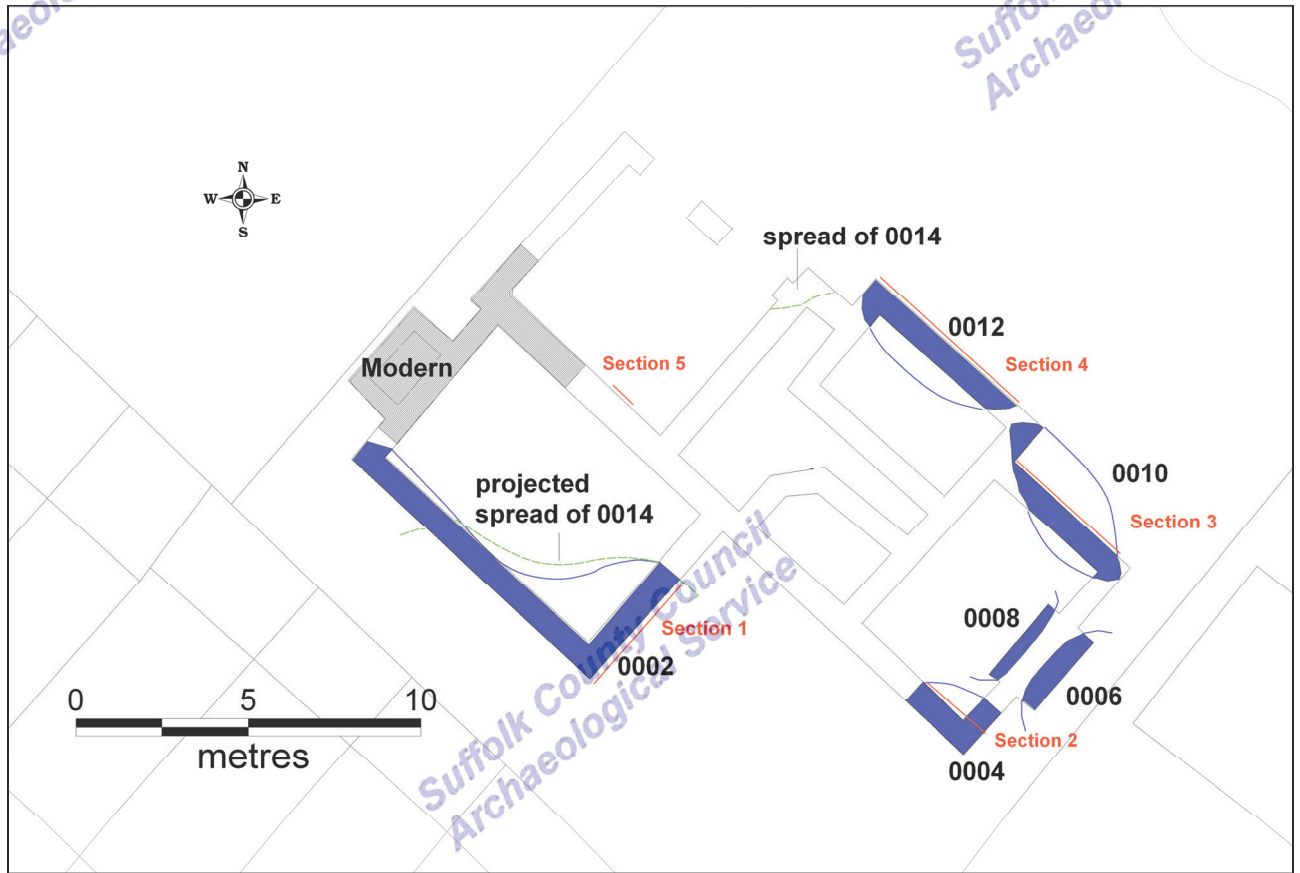 Suffolk County Council
Archaeological Service
N
W E
S
spread of 0014
0012
Section 4
Modern
Section 5
0010
Section 3
projected
spread of 0014
0008
Section 1
0002
0006
Section 2
0004
0 5 10
metres